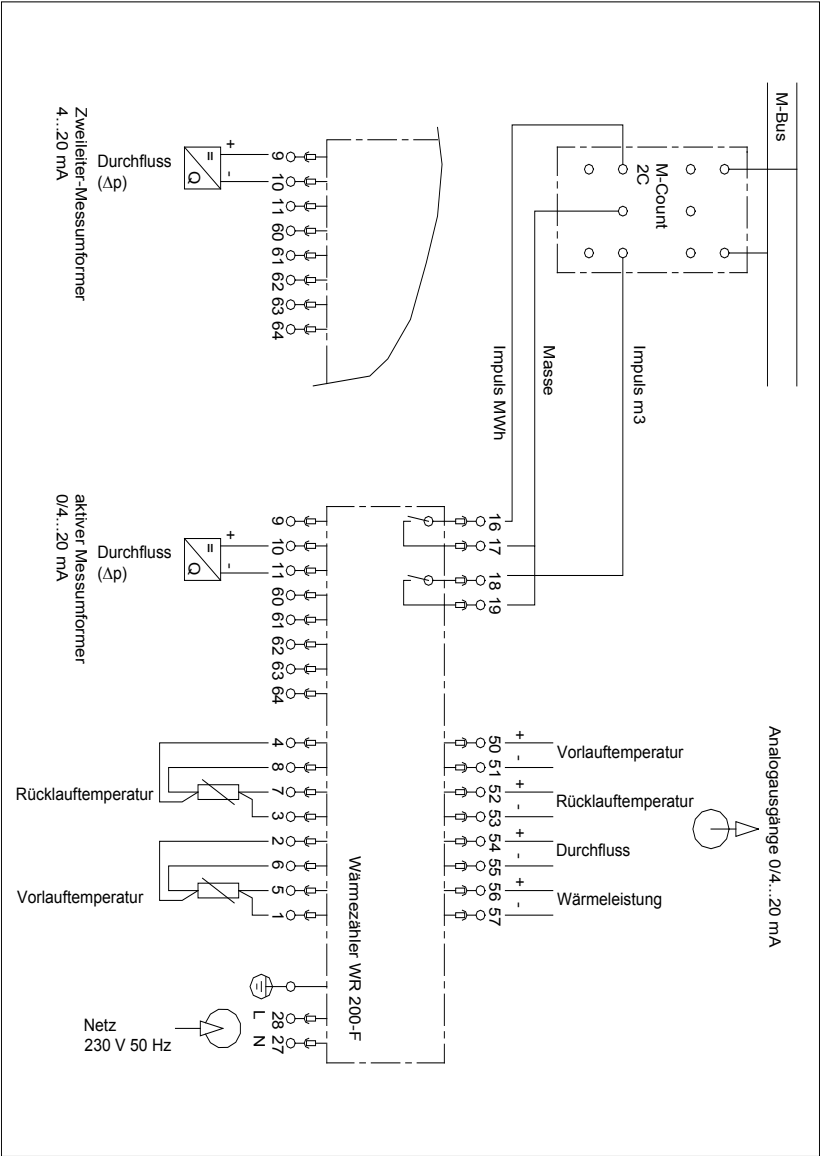 M-Bus
M-Count
2C
Impuls MWh
Masse
Impuls m3
Zweileiter-Messumformer
4...20 mA
Durchfluss
(Δp)
+
-
=
Q
9
10
11
60
61
62
63
64
aktiver Messumformer
0/4...20 mA
Durchfluss
(Δp)
+
-
=
Q
9
10
11
60
61
62
63
64
16
17
18
19
Analogausgänge 0/4...20 mA
50
+
51
-
Vorlauftemperatur
52
+
53
-
Rücklauftemperatur
54
+
55
-
Durchfluss
56
+
57
-
Wärmeleistung
Wärmezähler WR 200-F
4
8
7
3
Rücklauftemperatur
2
6
5
1
Vorlauftemperatur
28
L
27
N
Netz
230 V 50 Hz